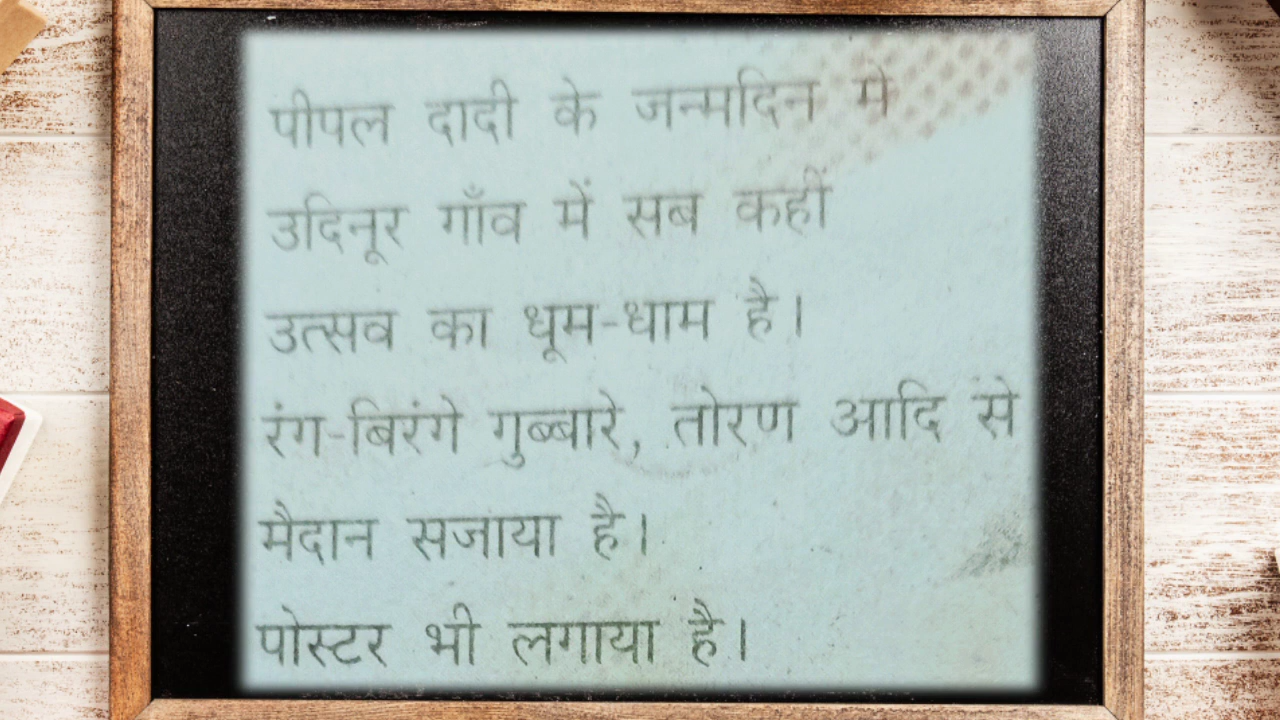 पीपल दादी के जन्मदिन में
उदिनूर गाँव में सब कहीं
उत्सव का धूम-धाम है।
रंग-बिरंगे गुब्बारे, तोरण आदि से
मैदान सजाया है।
पोस्टर भी लगाया है।